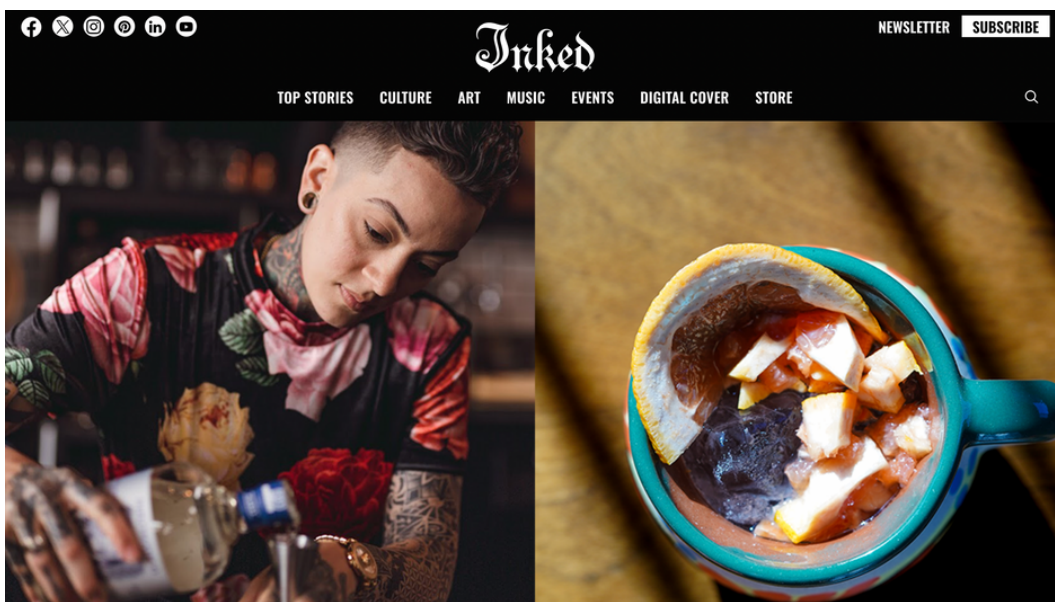 NEWSLETTER SUBSCRIBE
Inked
TOP STORIES CULTURE ART MUSIC EVENTS DIGITAL COVER STORE